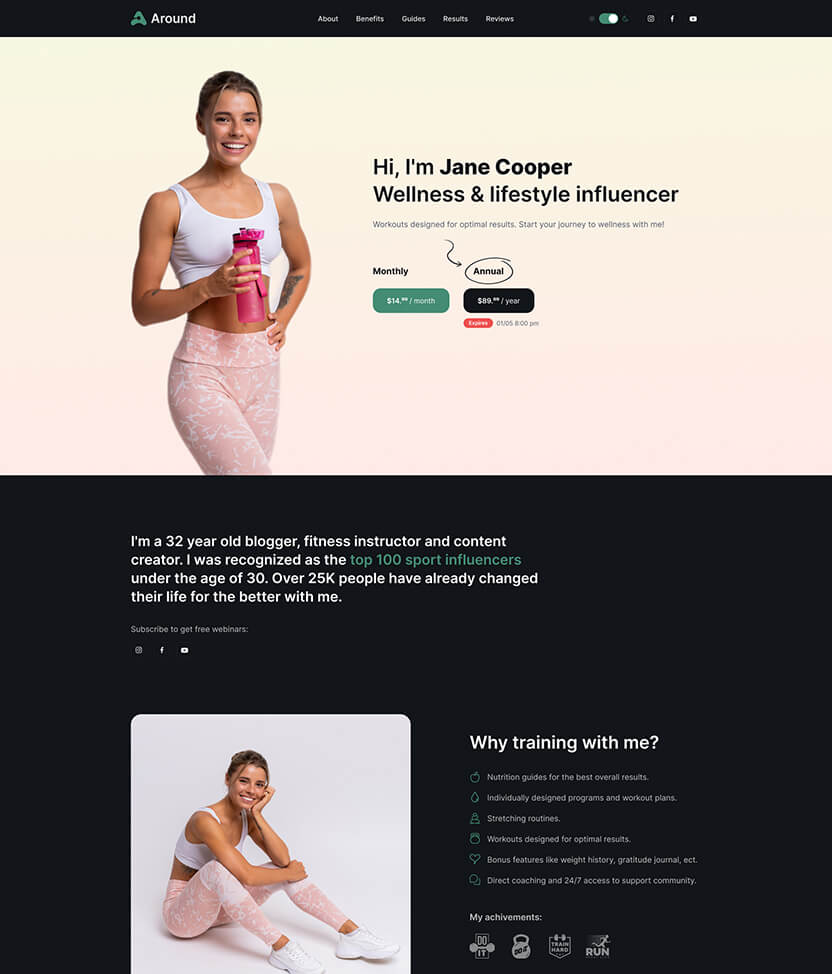 Around
About Benefits Guides Results Reviews
Hi, I'm Jane Cooper
Wellness & lifestyle influencer
Workouts designed for optimal results. Start your journey to wellness with me!
Monthly
Annual
$14.99 / month
$89.99 / year
Expires 01/05 8:00 pm
I'm a 32 year old blogger, fitness instructor and content
creator. I was recognized as the top 100 sport influencers
under the age of 30. Over 25K people have already changed
their life for the better with me.
Subscribe to get free webinars:
Why training with me?
Nutrition guides for the best overall results.
Individually designed programs and workout plans.
Stretching routines.
Workouts designed for optimal results.
Bonus features like weight history, gratitude journal, ect.
Direct coaching and 24/7 access to support community.
My achivements:
DO
IT
TRAIN
HARD
RUN